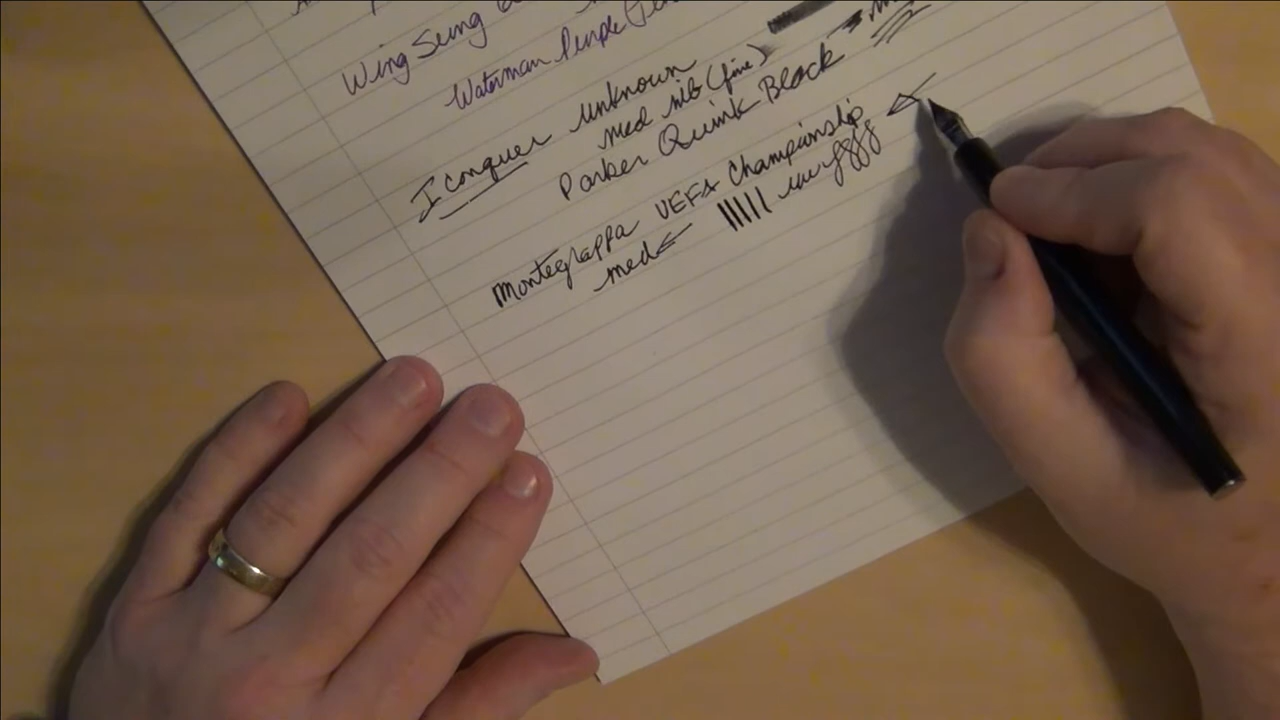 Wing Sung
Waterman Purple
I conquer unknown
med nib (fine)
Parker Quink Black
Montegrappa UEFA Championship
med